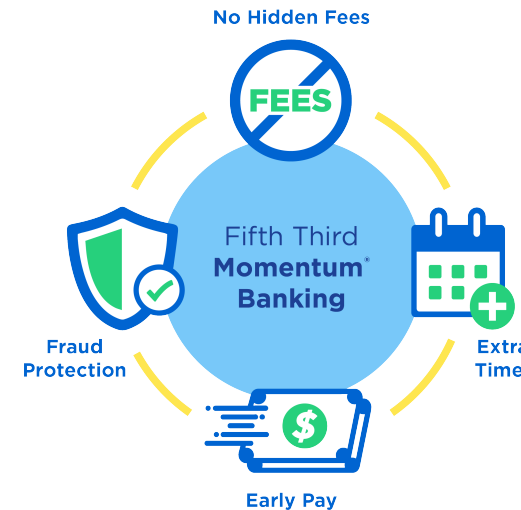 No Hidden Fees
FEES
Fifth Third
Momentum®
Banking
Fraud
Protection
Extra
Time
$
Early Pay